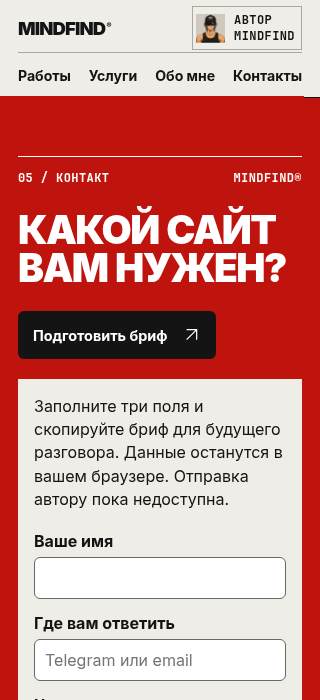 MINDFIND®
АВТОР
MINDFIND
Работы Услуги Обо мне Контакты
05 / КОНТАКТ MINDFIND®
КАКОЙ САЙТ
ВАМ НУЖЕН?
Подготовить бриф
Заполните три поля и
скопируйте бриф для будущего
разговора. Данные останутся в
вашем браузере. Отправка
автору пока недоступна.
Ваше имя
Где вам ответить
Telegram или email